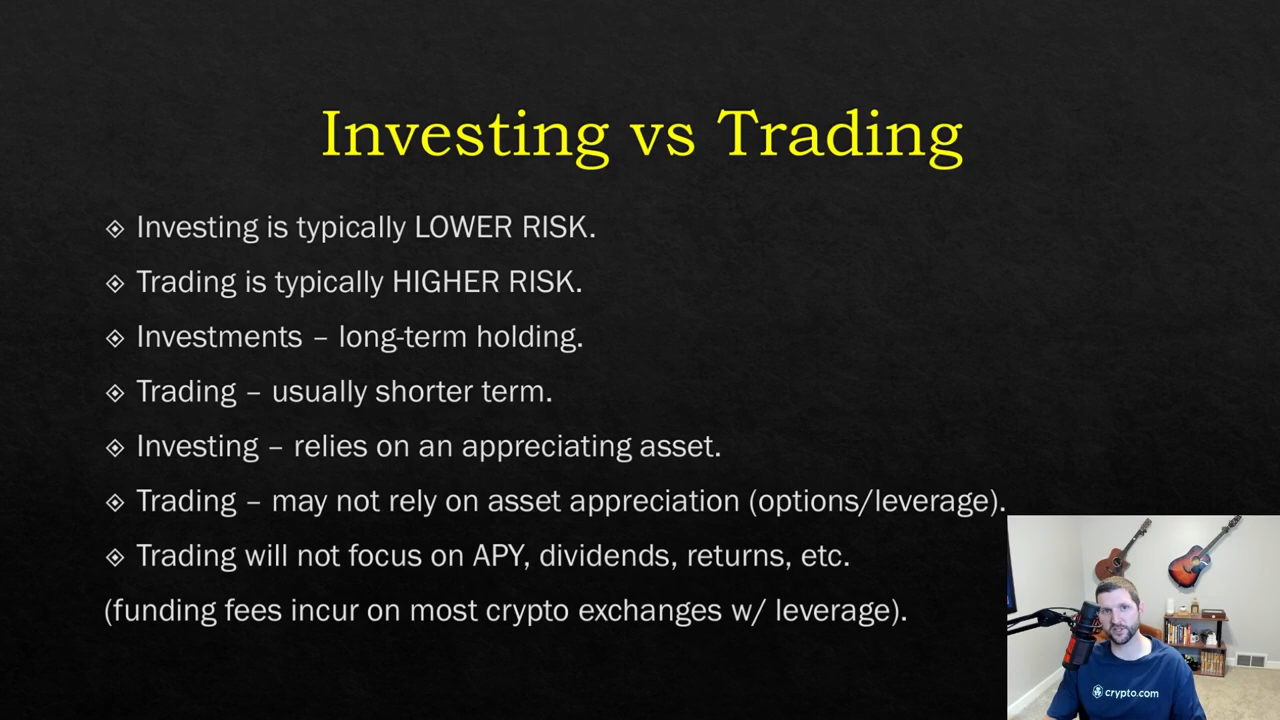 Investing vs Trading
Investing is typically LOWER RISK.
Trading is typically HIGHER RISK.
Investments – long-term holding.
Trading – usually shorter term.
Investing – relies on an appreciating asset.
Trading – may not rely on asset appreciation (options/leverage).
Trading will not focus on APY, dividends, returns, etc.
(funding fees incur on most crypto exchanges w/ leverage).
crypto.com